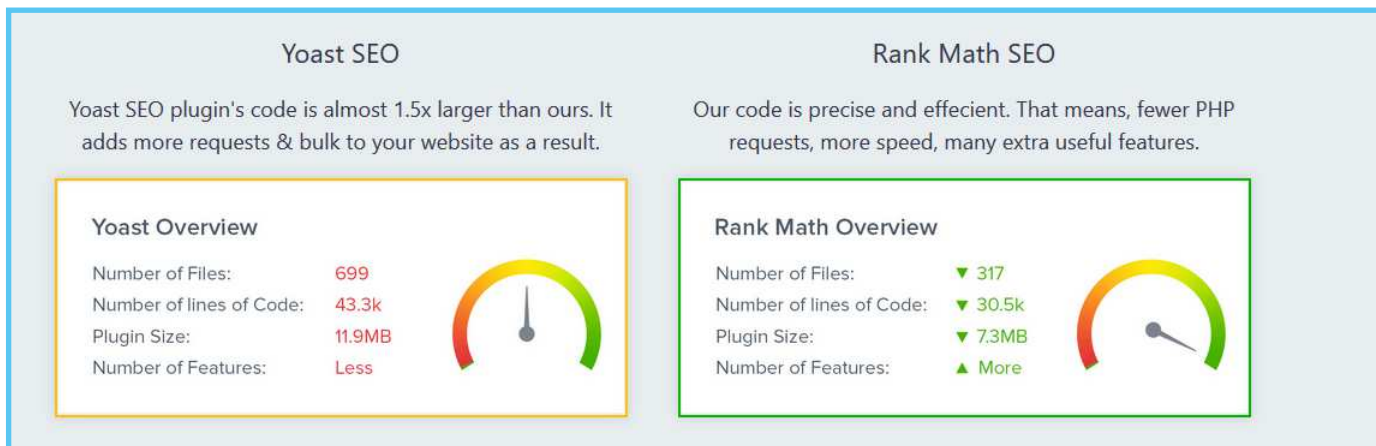 Yoast SEO
Yoast SEO plugin's code is almost 1.5x larger than ours. It
adds more requests & bulk to your website as a result.
Yoast Overview
Number of Files: 699
Number of lines of Code: 43.3k
Plugin Size: 11.9MB
Number of Features: Less
Rank Math SEO
Our code is precise and effecient. That means, fewer PHP
requests, more speed, many extra useful features.
Rank Math Overview
Number of Files: ▼ 317
Number of lines of Code: ▼ 30.5k
Plugin Size: ▼ 7.3MB
Number of Features: ▲ More